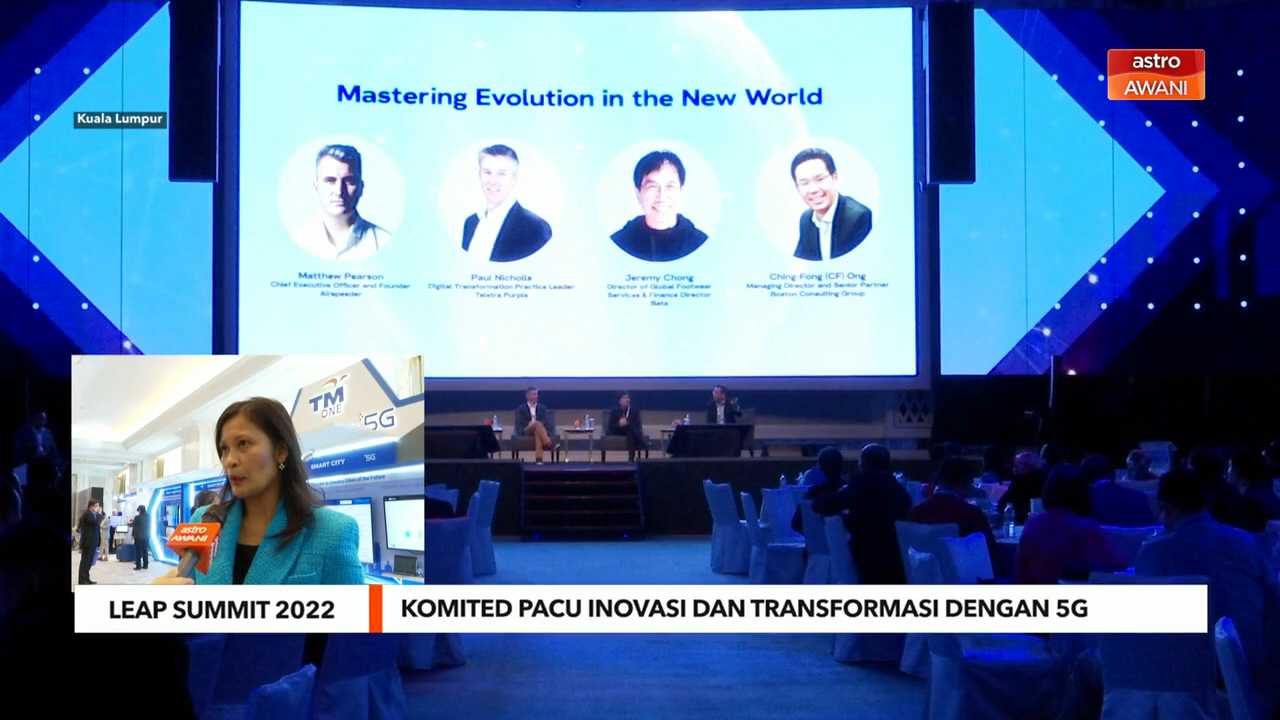 Mastering Evolution in the New World
astro
AWANI
Kuala Lumpur
Matthew Pearson
Chief Executive Officer and Founder
Airspeeder
Paul Nicholls
Digital Transformation Practice Leader
Telstra Purple
Jeremy Chong
Director of Global Footwear
Services & Finance Director
Bata
Ching-Fong (CF) Ong
Managing Director and Senior Partner
Boston Consulting Group
TM
ONE
5G
SMART CITY
5G
astro
AWANI
LEAP SUMMIT 2022
KOMITED PACU INOVASI DAN TRANSFORMASI DENGAN 5G